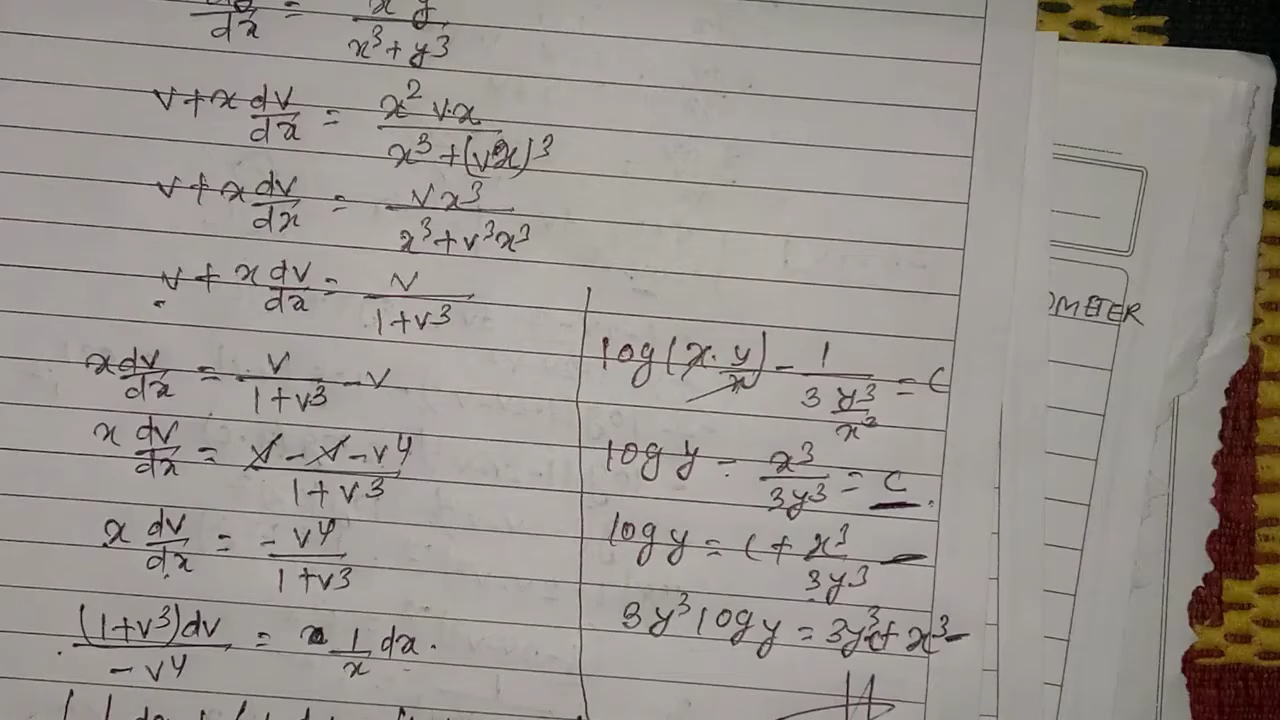 dy/dx = x²y/x³+y³
v+x dv/dx = x² v·x/x³+(vx)³
v+x dv/dx = vx³/x³+v³x³
v+x dv/dx = v/1+v³
x dv/dx = v/1+v³ -v
x dv/dx = v-v-v⁴/1+v³
x dv/dx = -v⁴/1+v³
(1+v³)dv/-v⁴ = 1/x dx.
log(x·y/x) - 1/3 y³/x³ = C
log y - x³/3y³ = C.
log y = C + x³/3y³
3y³ log y = 3y³c + x³
OMETER